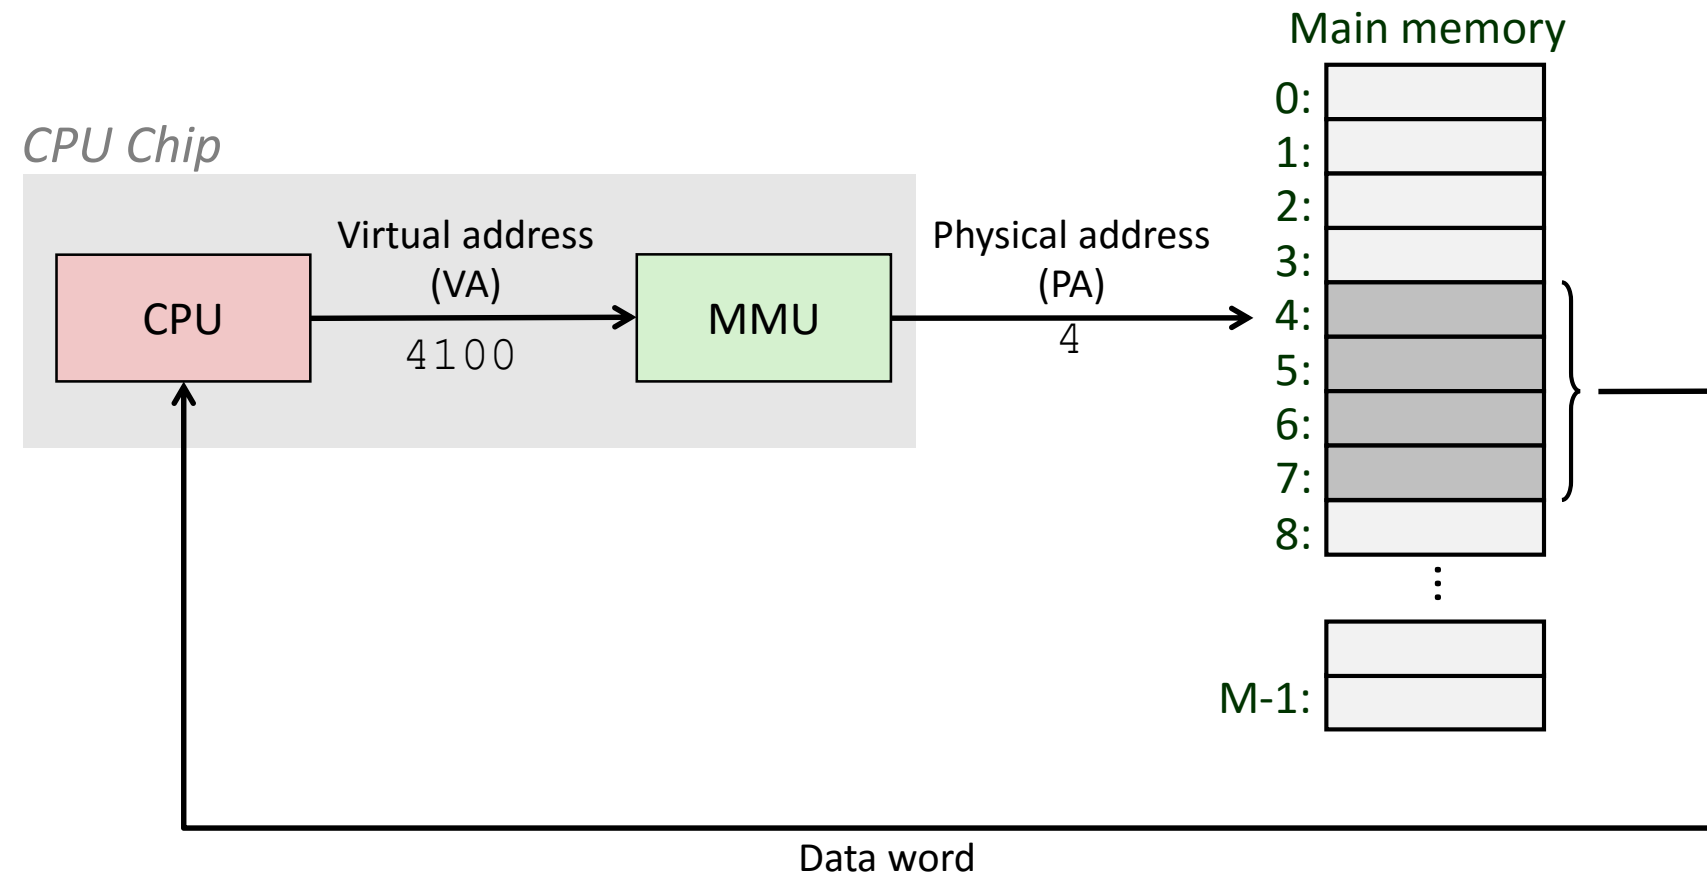 Main memory
0:
1:
CPU Chip
2:
Virtual address
(VA)
Physical address
(PA)
3:
CPU
MMU
4:
4100
4
5:
6:
7:
8:
⋮
M-1:
Data word